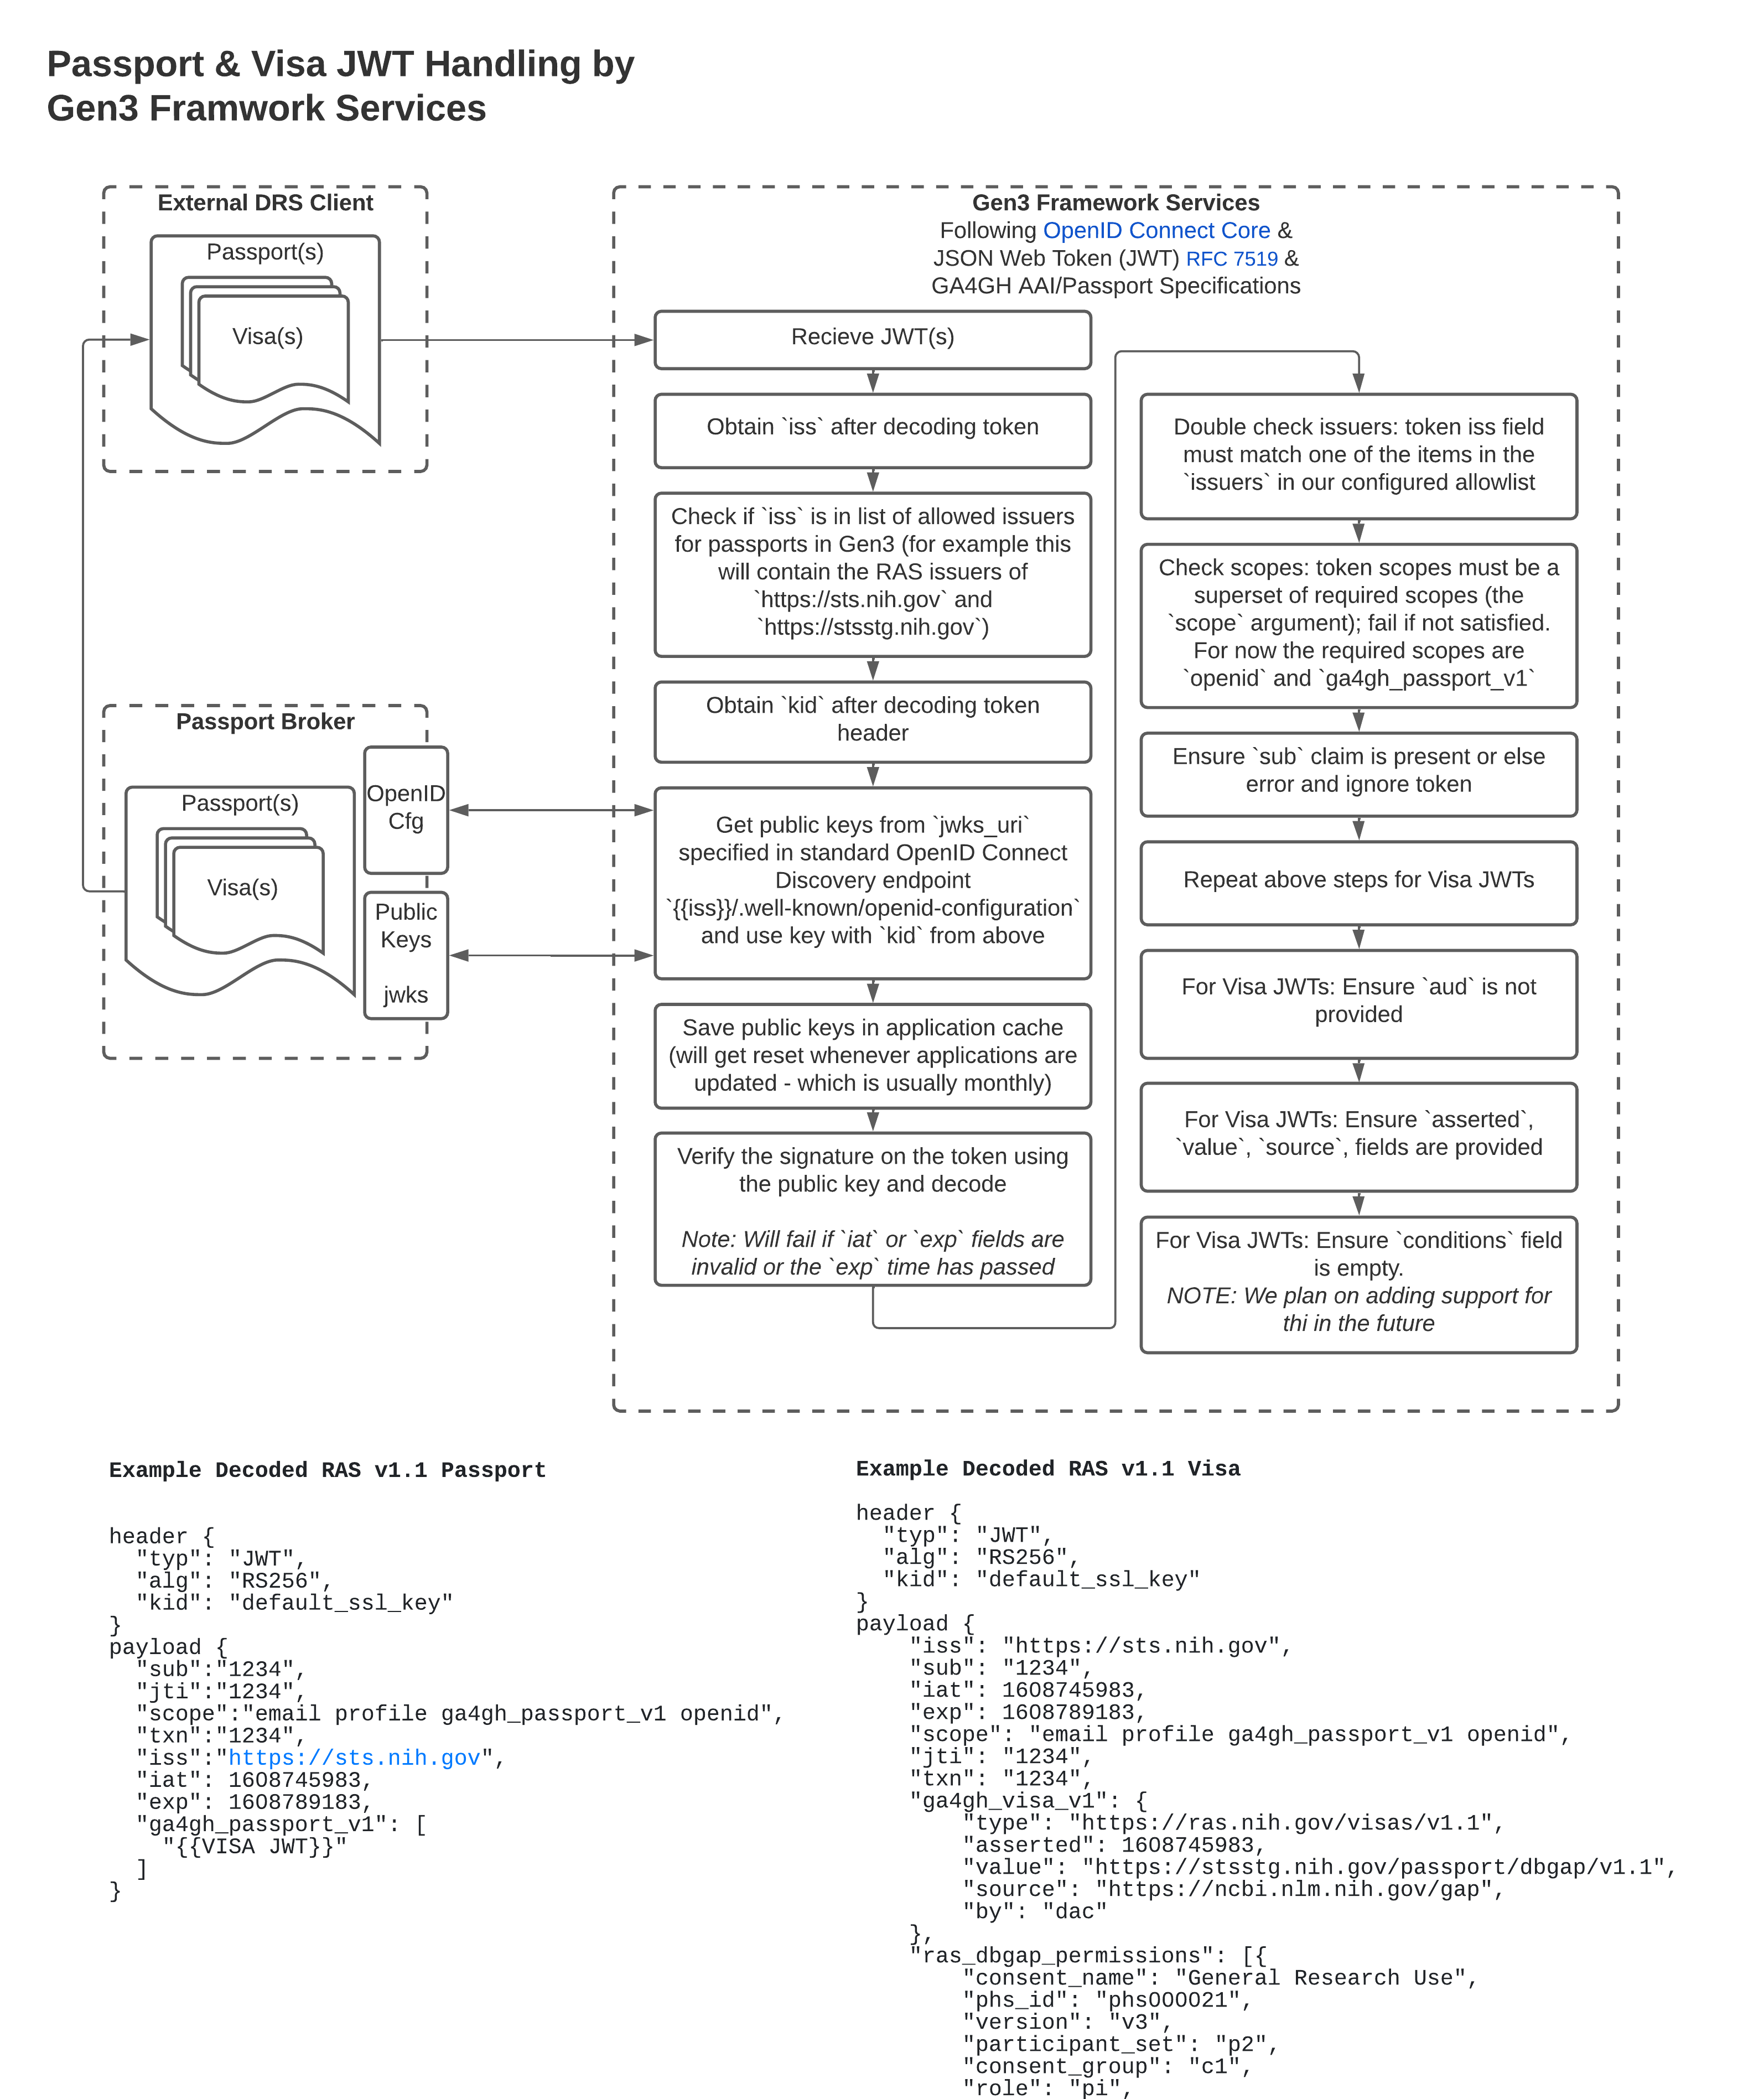 Passport & Visa JWT Handling by
Gen3 Framwork Services
External DRS Client
Passport(s)
Visa(s)
Passport Broker
Passport(s)
Visa(s)
OpenID
Cfg
Public
Keys
jwks
Gen3 Framework Services
Following OpenID Connect Core &
JSON Web Token (JWT) RFC 7519 &
GA4GH AAI/Passport Specifications
Recieve JWT(s)
Obtain `iss` after decoding token
Check if `iss` is in list of allowed issuers
for passports in Gen3 (for example this
will contain the RAS issuers of
`https://sts.nih.gov` and
`https://stsstg.nih.gov`)
Obtain `kid` after decoding token
header
Get public keys from `jwks_uri`
specified in standard OpenID Connect
Discovery endpoint
`{{iss}}/.well-known/openid-configuration`
and use key with `kid` from above
Save public keys in application cache
(will get reset whenever applications are
updated - which is usually monthly)
Verify the signature on the token using
the public key and decode
Note: Will fail if `iat` or `exp` fields are
invalid or the `exp` time has passed
Double check issuers: token iss field
must match one of the items in the
`issuers` in our configured allowlist
Check scopes: token scopes must be a
superset of required scopes (the
`scope` argument); fail if not satisfied.
For now the required scopes are
`openid` and `ga4gh_passport_v1`
Ensure `sub` claim is present or else
error and ignore token
Repeat above steps for Visa JWTs
For Visa JWTs: Ensure `aud` is not
provided
For Visa JWTs: Ensure `asserted`,
`value`, `source`, fields are provided
For Visa JWTs: Ensure `conditions` field
is empty.
NOTE: We plan on adding support for
thi in the future
Example Decoded RAS v1.1 Passport
header {
"typ": "JWT",
"alg": "RS256",
"kid": "default_ssl_key"
}
payload {
"sub":"1234",
"jti":"1234",
"scope":"email profile ga4gh_passport_v1 openid",
"txn":"1234",
"iss":"https://sts.nih.gov",
"iat": 1608745983,
"exp": 1608789183,
"ga4gh_passport_v1": [
"{{VISA JWT}}"
]
}
Example Decoded RAS v1.1 Visa
header {
"typ": "JWT",
"alg": "RS256",
"kid": "default_ssl_key"
}
payload {
"iss": "https://sts.nih.gov",
"sub": "1234",
"iat": 1608745983,
"exp": 1608789183,
"scope": "email profile ga4gh_passport_v1 openid",
"jti": "1234",
"txn": "1234",
"ga4gh_visa_v1": {
"type": "https://ras.nih.gov/visas/v1.1",
"asserted": 1608745983,
"value": "https://stsstg.nih.gov/passport/dbgap/v1.1",
"source": "https://ncbi.nlm.nih.gov/gap",
"by": "dac"
},
"ras_dbgap_permissions": [{
"consent_name": "General Research Use",
"phs_id": "phs000021",
"version": "v3",
"participant_set": "p2",
"consent_group": "c1",
"role": "pi",